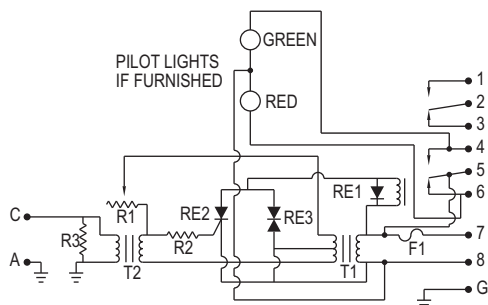 GREEN
PILOT LIGHTS
IF FURNISHED
RED
1
2
3
4
5
6
RE1
C
R1
RE2
RE3
R3
R2
F1
7
A
T2
T1
8
G